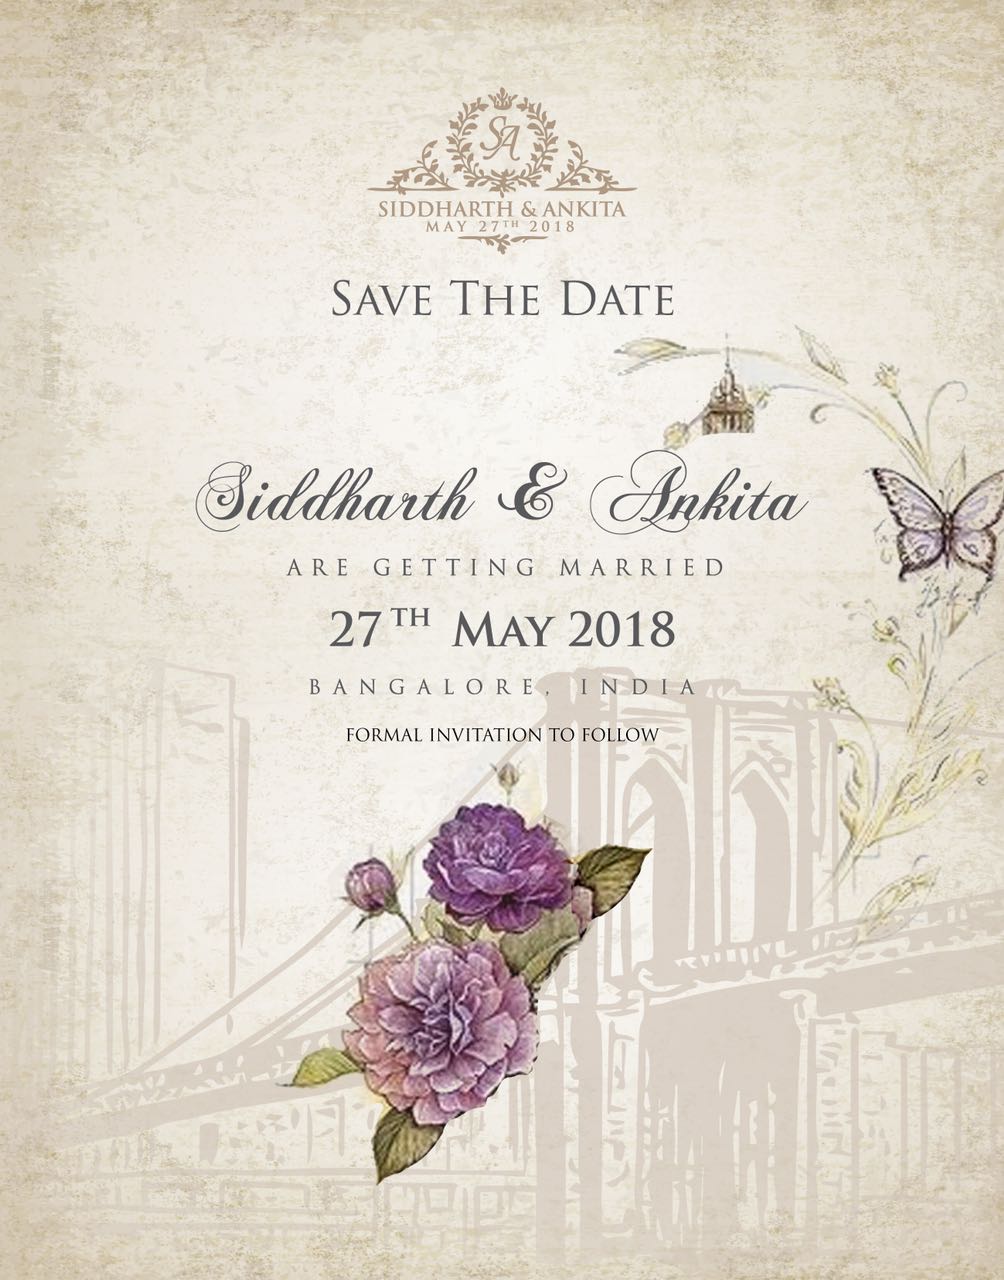 SA
SIDDHARTH & ANKITA
MAY 27TH 2018
SAVE THE DATE
Siddharth & Ankita
ARE GETTING MARRIED
27TH MAY 2018
BANGALORE, INDIA
FORMAL INVITATION TO FOLLOW